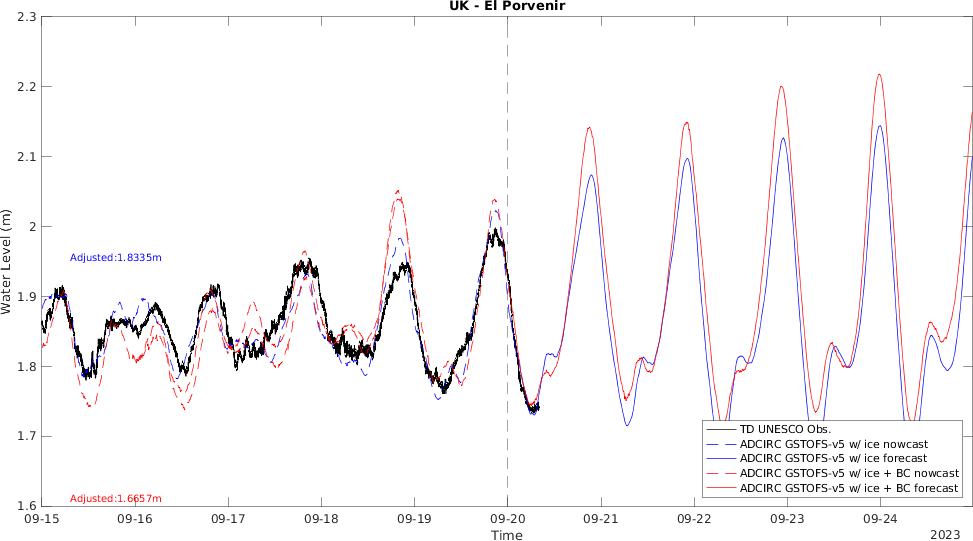 UK - El Porvenir
2.3
2.2
2.1
2
1.9
1.8
1.7
1.6
Water Level (m)
Adjusted:1.8335m
Adjusted:1.6657m
TD UNESCO Obs.
ADCIRC GSTOFS-v5 w/ ice nowcast
ADCIRC GSTOFS-v5 w/ ice forecast
ADCIRC GSTOFS-v5 w/ ice + BC nowcast
ADCIRC GSTOFS-v5 w/ ice + BC forecast
09-15 09-16 09-17 09-18 09-19 09-20 09-21 09-22 09-23 09-24
Time
2023